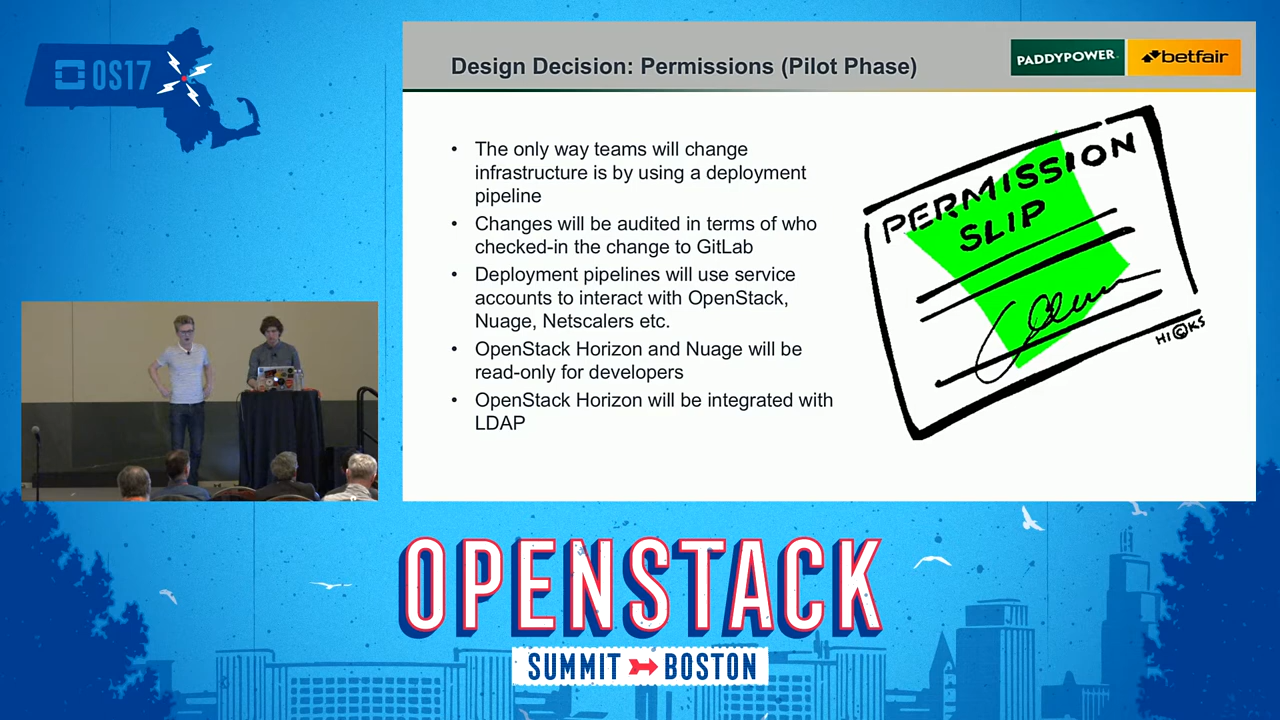 OS17
Design Decision: Permissions (Pilot Phase)
PADDYPOWER.
betfair
• The only way teams will change
infrastructure is by using a deployment
pipeline
• Changes will be audited in terms of who
checked-in the change to GitLab
• Deployment pipelines will use service
accounts to interact with OpenStack,
Nuage, Netscalers etc.
• OpenStack Horizon and Nuage will be
read-only for developers
• OpenStack Horizon will be integrated with
LDAP
PERMISSION
SLIP
HI©KS
OPENSTACK
SUMMIT BOSTON